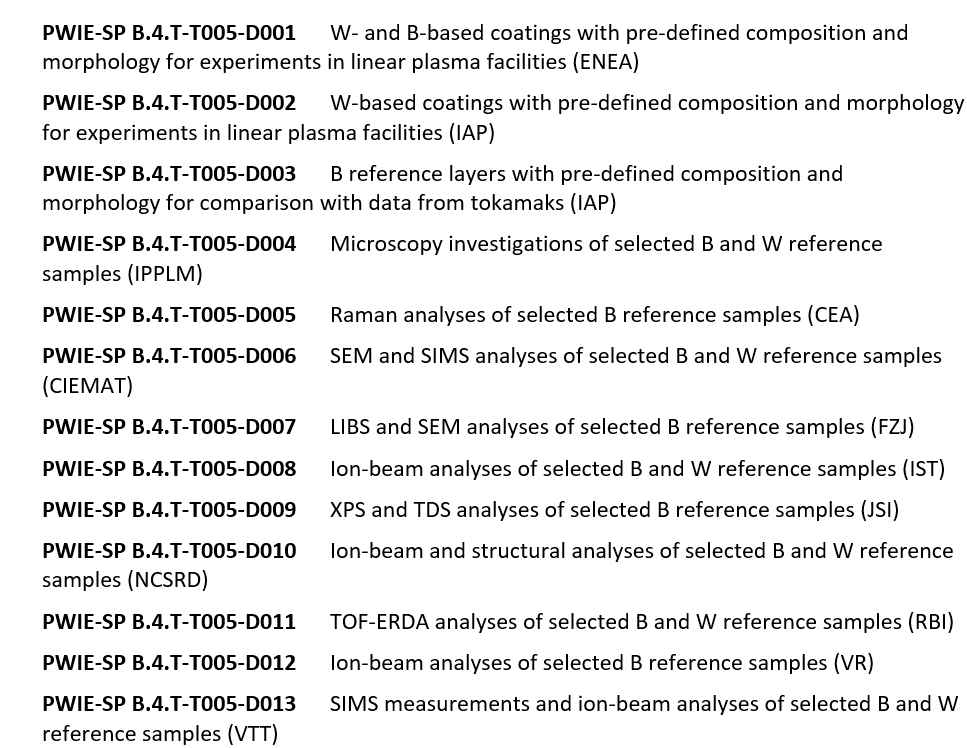 PWIE-SP B.4.T-T005-D001 W- and B-based coatings with pre-defined composition and
morphology for experiments in linear plasma facilities (ENEA)
PWIE-SP B.4.T-T005-D002 W-based coatings with pre-defined composition and morphology
for experiments in linear plasma facilities (IAP)
PWIE-SP B.4.T-T005-D003 B reference layers with pre-defined composition and
morphology for comparison with data from tokamaks (IAP)
PWIE-SP B.4.T-T005-D004 Microscopy investigations of selected B and W reference
samples (IPPLM)
PWIE-SP B.4.T-T005-D005 Raman analyses of selected B reference samples (CEA)
PWIE-SP B.4.T-T005-D006 SEM and SIMS analyses of selected B and W reference samples
(CIEMAT)
PWIE-SP B.4.T-T005-D007 LIBS and SEM analyses of selected B reference samples (FZJ)
PWIE-SP B.4.T-T005-D008 Ion-beam analyses of selected B and W reference samples (IST)
PWIE-SP B.4.T-T005-D009 XPS and TDS analyses of selected B reference samples (JSI)
PWIE-SP B.4.T-T005-D010 Ion-beam and structural analyses of selected B and W reference
samples (NCSRD)
PWIE-SP B.4.T-T005-D011 TOF-ERDA analyses of selected B and W reference samples (RBI)
PWIE-SP B.4.T-T005-D012 Ion-beam analyses of selected B reference samples (VR)
PWIE-SP B.4.T-T005-D013 SIMS measurements and ion-beam analyses of selected B and W
reference samples (VTT)